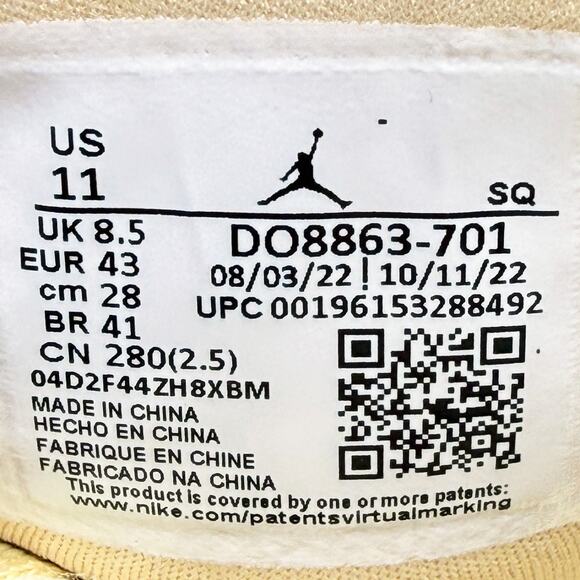 US
11
SQ
UK 8.5
EUR 43
cm 28
BR 41
CN 280(2.5)
DO8863-701
08/03/22 | 10/11/22
UPC 00196153288492
04D2F44ZH8XBM
MADE IN CHINA
HECHO EN CHINA
FABRIQUE EN CHINE
FABRICADO NA CHINA
This product is covered by one or more patents:
www.nike.com/patentsvirtualmarking